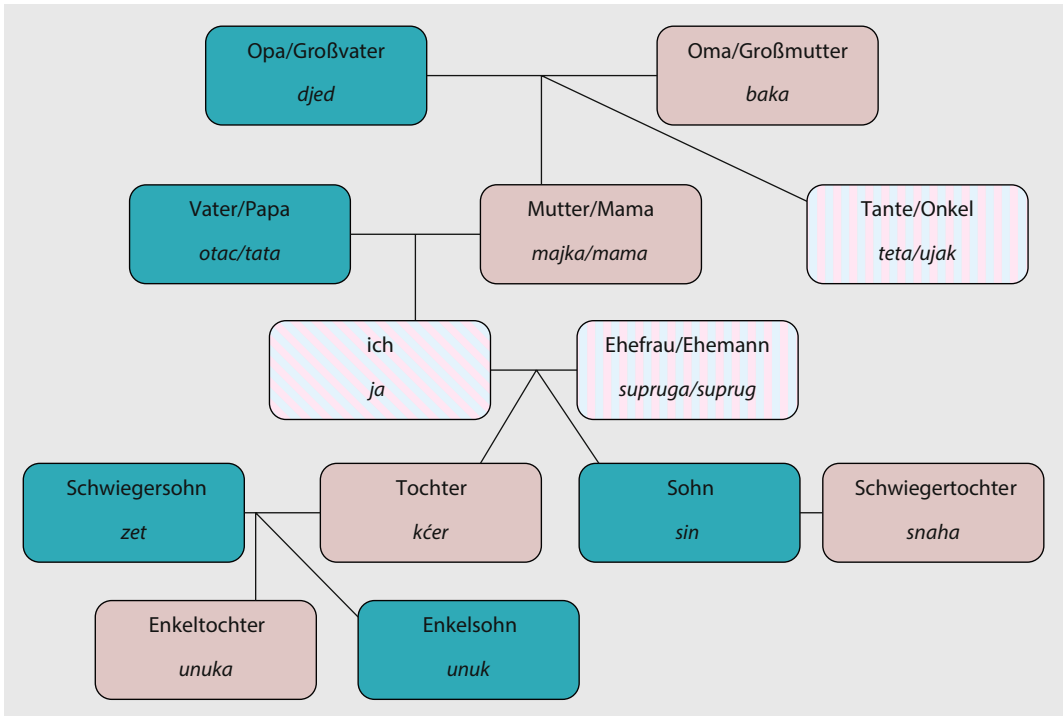 Opa/Großvater
djed
Oma/Großmutter
baka
Vater/Papa
otac/tata
Mutter/Mama
majka/mama
Tante/Onkel
teta/ujak
ich
ja
Ehefrau/Ehemann
supruga/suprug
Schwiegersohn
zet
Tochter
kćer
Sohn
sin
Schwiegertochter
snaha
Enkeltochter
unuka
Enkelsohn
unuk